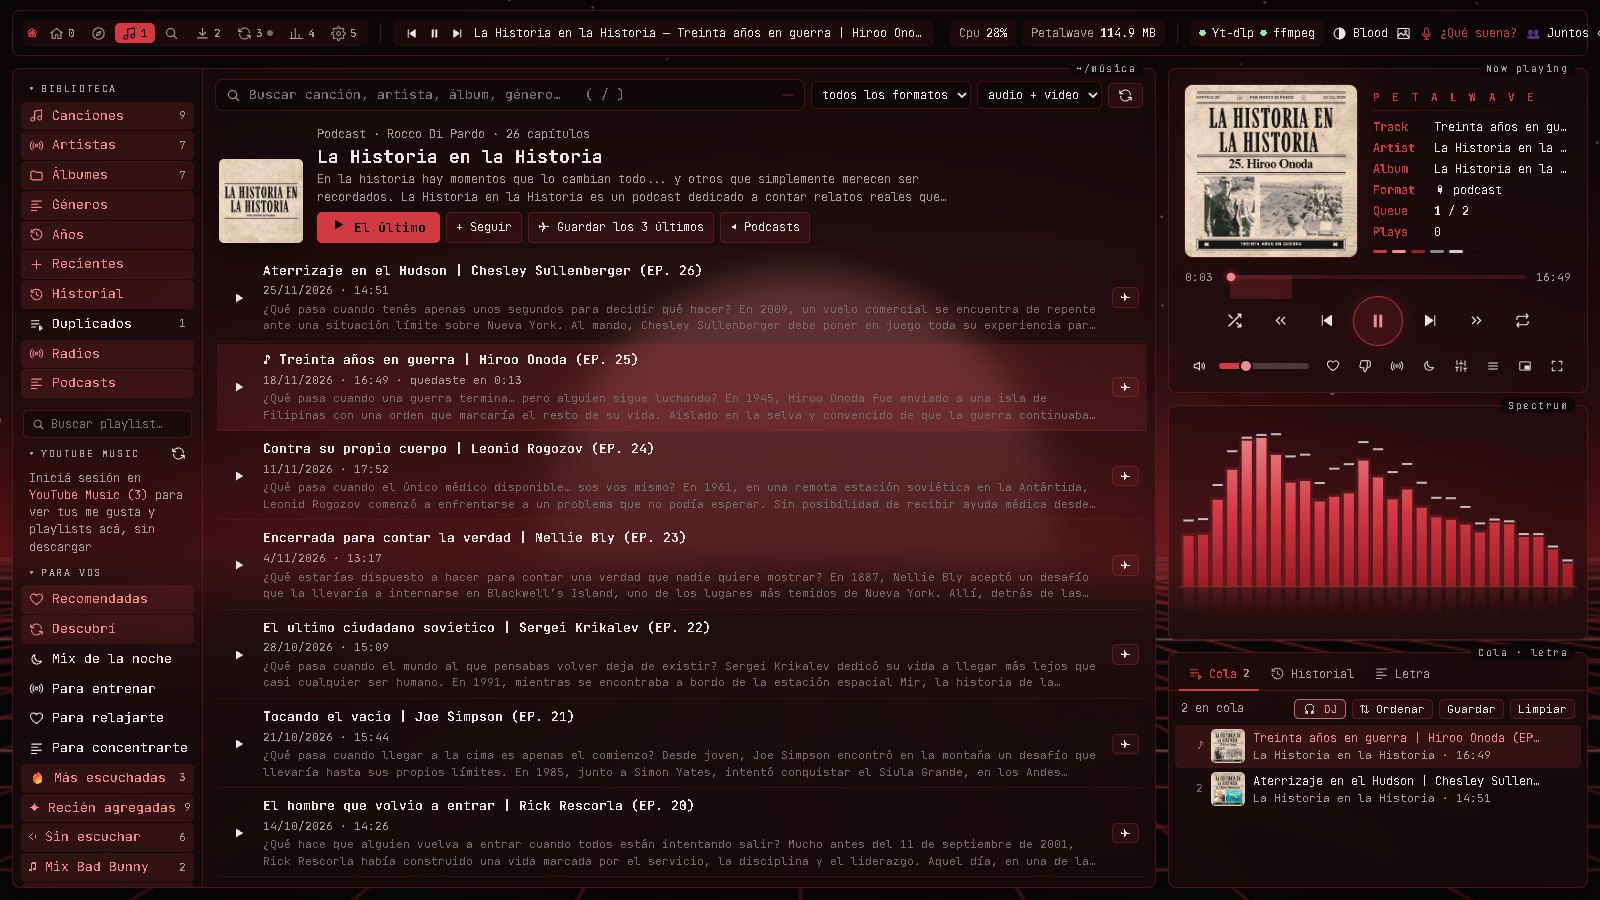 0
1
2
3
4
5
La Historia en la Historia — Treinta años en guerra | Hiroo Ono…
Cpu 28%
Petalwave 114.9 MB
Yt-dlp
ffmpeg
Blood
¿Qué suena?
Juntos
BIBLIOTECA
Canciones 9
Artistas 7
Álbumes 7
Géneros
Años
Recientes
Historial
Duplicados 1
Radios
Podcasts
Buscar playlist…
YOUTUBE MUSIC
Iniciá sesión en
YouTube Music (3) para
ver tus me gusta y
playlists acá, sin
descargar
PARA VOS
Recomendadas
Descubrí
Mix de la noche
Para entrenar
Para relajarte
Para concentrarte
Más escuchadas 3
Recién agregadas 9
Sin escuchar 6
Mix Bad Bunny 2
~/música
Buscar canción, artista, álbum, género… ( / )
todos los formatos
audio + video
LA HISTORIA EN
LA HISTORIA
Podcast · Rocco Di Pardo · 26 capítulos
La Historia en la Historia
En la historia hay momentos que lo cambian todo... y otros que simplemente merecen ser
recordados. La Historia en la Historia es un podcast dedicado a contar relatos reales que…
El último
+ Seguir
Guardar los 3 últimos
Podcasts
Aterrizaje en el Hudson | Chesley Sullenberger (EP. 26)
25/11/2026 · 14:51
¿Qué pasa cuando tenés apenas unos segundos para decidir qué hacer? En 2009, un vuelo comercial se encuentra de repente
ante una situación límite sobre Nueva York. Al mando, Chesley Sullenberger debe poner en juego toda su experiencia par…
♪ Treinta años en guerra | Hiroo Onoda (EP. 25)
18/11/2026 · 16:49 · quedaste en 0:13
¿Qué pasa cuando una guerra termina… pero alguien sigue luchando? En 1945, Hiroo Onoda fue enviado a una isla de
Filipinas con una orden que marcaría el resto de su vida. Aislado en la selva y convencido de que la guerra continuaba…
Contra su propio cuerpo | Leonid Rogozov (EP. 24)
11/11/2026 · 17:52
¿Qué pasa cuando el único médico disponible… sos vos mismo? En 1961, en una remota estación soviética en la Antártida,
Leonid Rogozov comenzó a enfrentarse a un problema que no podía esperar. Sin posibilidad de recibir ayuda médica desde…
Encerrada para contar la verdad | Nellie Bly (EP. 23)
4/11/2026 · 13:17
¿Qué estarías dispuesto a hacer para contar una verdad que nadie quiere mostrar? En 1887, Nellie Bly aceptó un desafío
que la llevaría a internarse en Blackwell's Island, uno de los lugares más temidos de Nueva York. Allí, detrás de las…
El ultimo ciudadano sovietico | Sergei Krikalev (EP. 22)
28/10/2026 · 15:09
¿Qué pasa cuando el mundo al que pensabas volver deja de existir? Sergei Krikalev dedicó su vida a llegar más lejos que
casi cualquier ser humano. En 1991, mientras se encontraba a bordo de la estación espacial Mir, la historia de la…
Tocando el vacio | Joe Simpson (EP. 21)
21/10/2026 · 15:44
¿Qué pasa cuando llegar a la cima es apenas el comienzo? Desde joven, Joe Simpson encontró en la montaña un desafío que
llevaría hasta sus propios límites. En 1985, junto a Simon Yates, intentó conquistar el Siula Grande, en los Andes…
El hombre que volvio a entrar | Rick Rescorla (EP. 20)
14/10/2026 · 14:26
¿Qué hace que alguien vuelva a entrar cuando todos están intentando salir? Mucho antes del 11 de septiembre de 2001,
Rick Rescorla había construido una vida marcada por el servicio, la disciplina y el liderazgo. Aquel día, en una de la…
Now playing
LA HISTORIA EN
LA HISTORIA
25. Hiroo Onoda
TREINTA AÑOS EN GUERRA
PETALWAVE
Track Treinta años en gu…
Artist La Historia en la …
Album La Historia en la …
Format podcast
Queue 1 / 2
Plays 0
0:03
16:49
Spectrum
Cola · letra
Cola 2
Historial
Letra
2 en cola
DJ
Ordenar
Guardar
Limpiar
♪ Treinta años en guerra | Hiroo Onoda (EP…
La Historia en la Historia · 16:49
2 Aterrizaje en el Hudson | Chesley Sullen…
La Historia en la Historia · 14:51